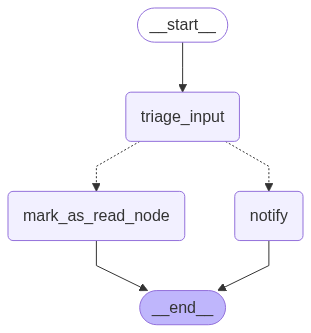 __start__
triage_input
mark_as_read_node
notify
__end__